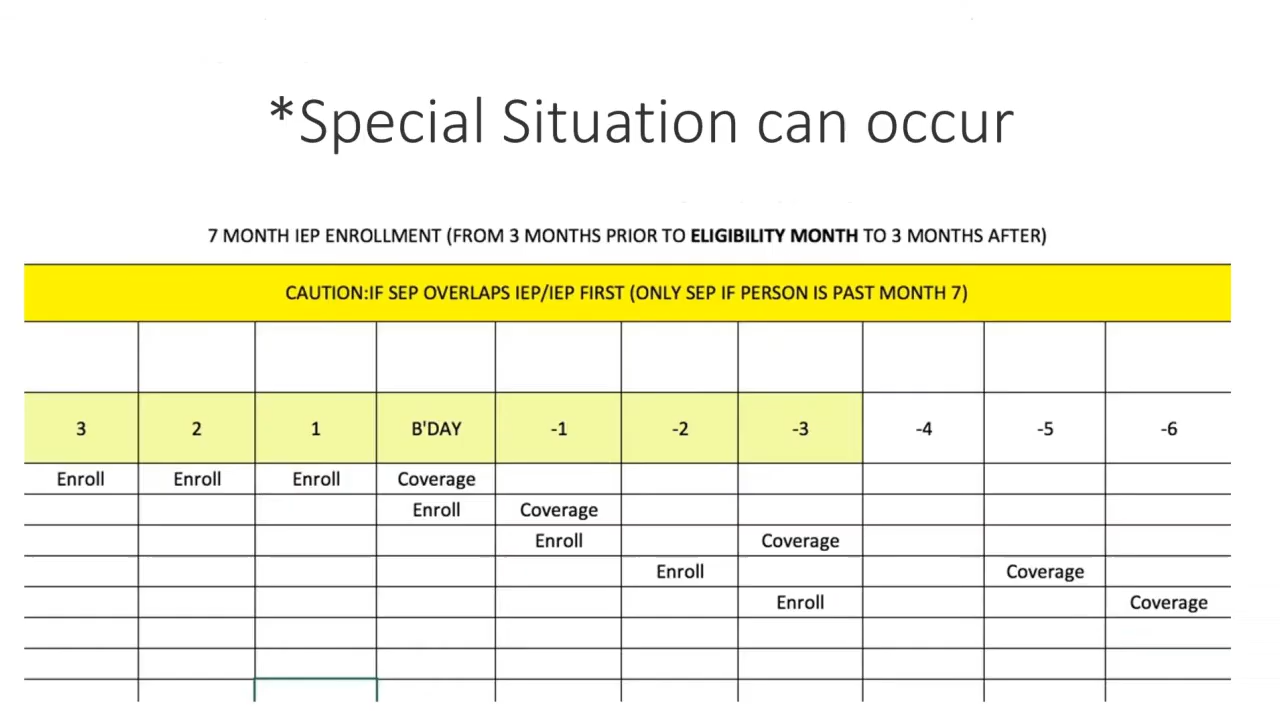 *Special Situation can occur
7 MONTH IEP ENROLLMENT (FROM 3 MONTHS PRIOR TO ELIGIBILITY MONTH TO 3 MONTHS AFTER)
CAUTION:IF SEP OVERLAPS IEP/IEP FIRST (ONLY SEP IF PERSON IS PAST MONTH 7)
3 2 1 B'DAY -1 -2 -3 -4 -5 -6
Enroll Enroll Enroll Coverage
Enroll Coverage
Enroll Coverage
Enroll Coverage
Enroll Coverage